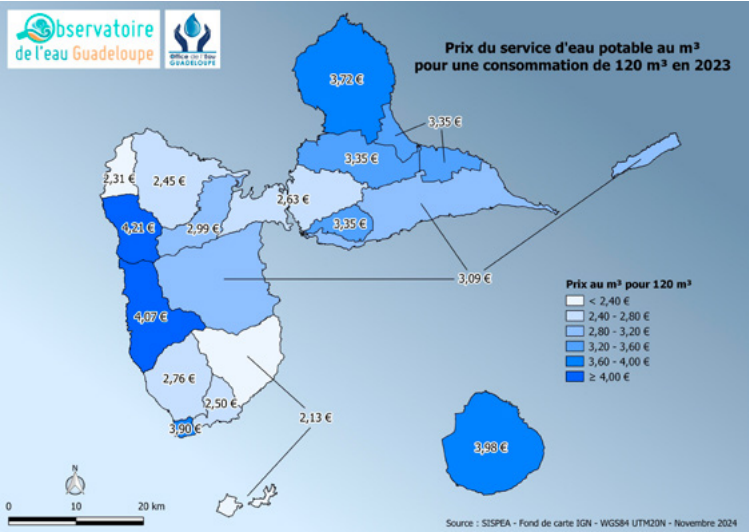 Observatoire
de l'eau Guadeloupe
Office de l'Eau
GUADELOUPE
Prix du service d'eau potable au m³
pour une consommation de 120 m³ en 2023
3,72 €
3,35 €
3,35 €
2,31 €
2,45 €
2,63 €
4,21 €
2,99 €
3,35 €
3,09 €
4,07 €
2,76 €
2,50 €
2,13 €
3,90 €
3,98 €
Prix au m³ pour 120 m³
< 2,40 €
2,40 - 2,80 €
2,80 - 3,20 €
3,20 - 3,60 €
3,60 - 4,00 €
≥ 4,00 €
N
0 10 20 km
Source : SISPEA - Fond de carte IGN - WGS84 UTM20N - Novembre 2024